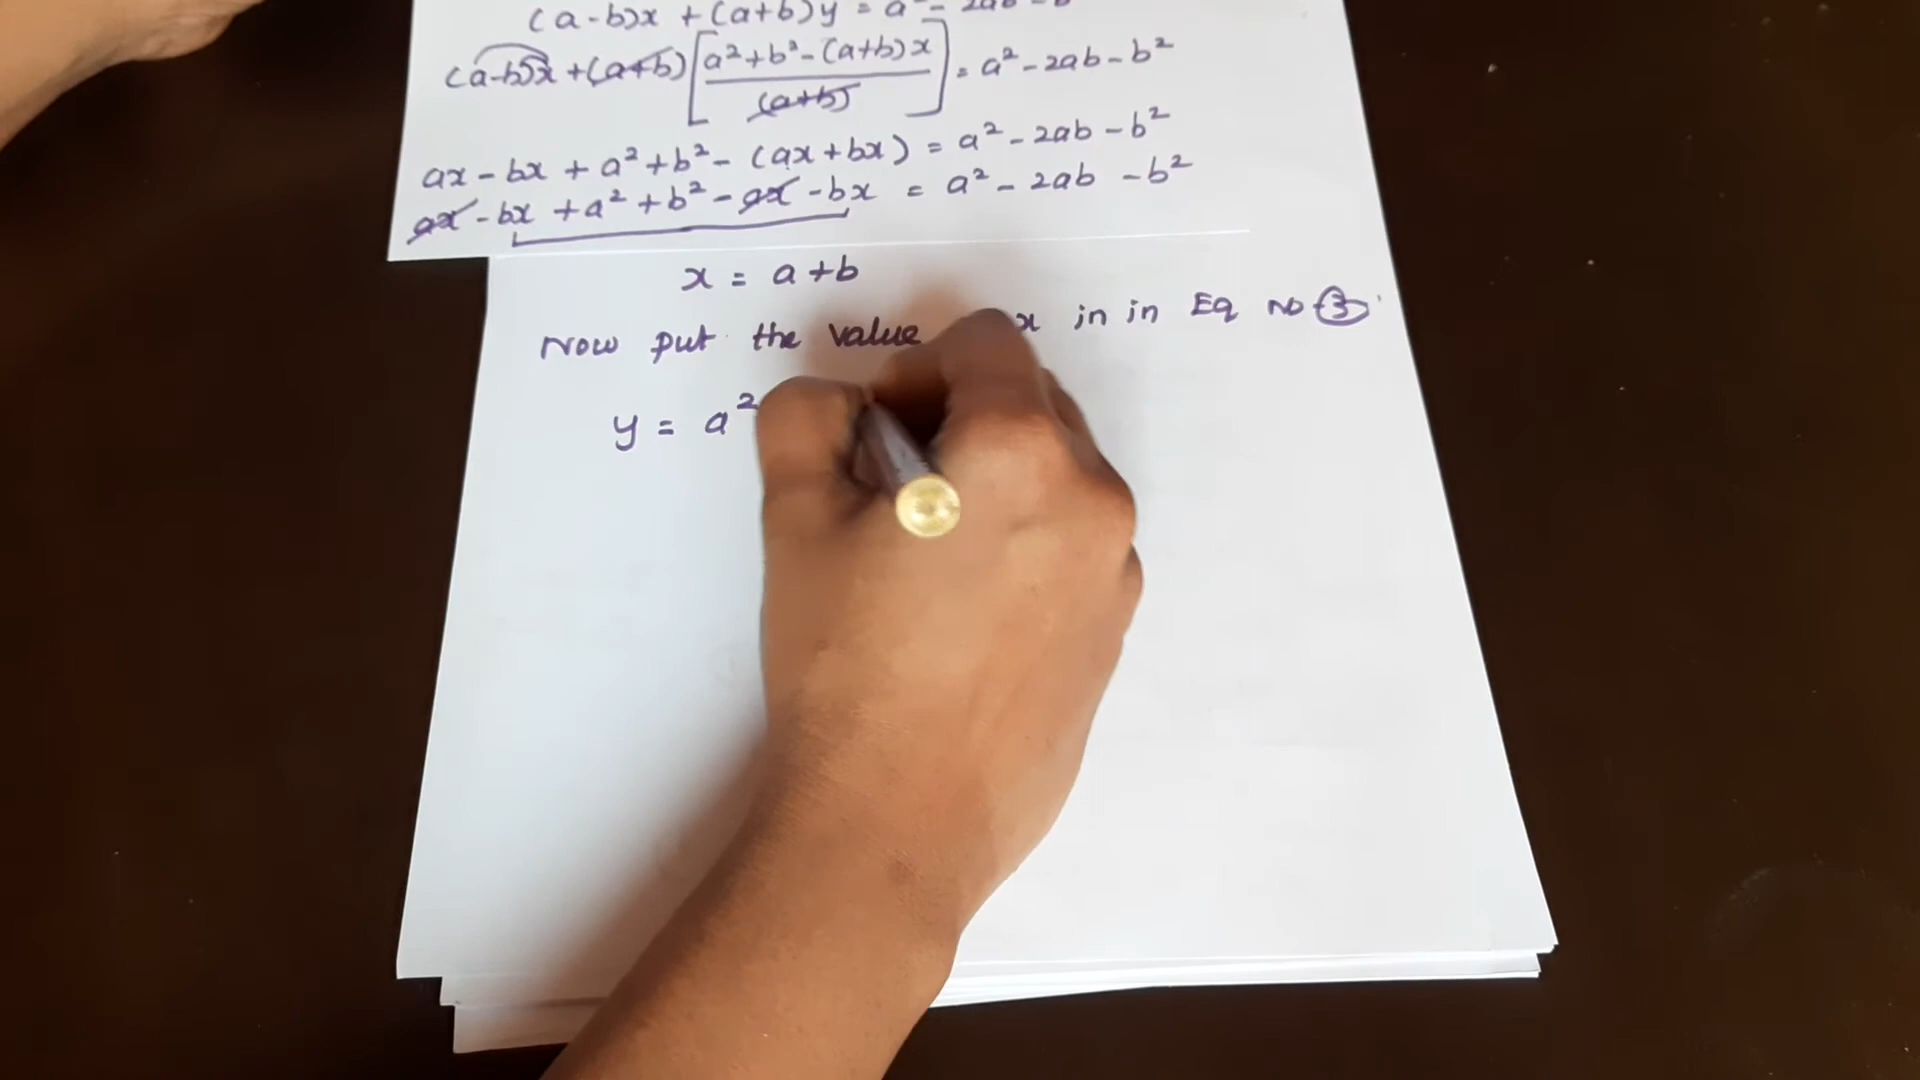 (a-b)x + (a+b)y = a² - 2ab - b²
(a-b)x + (a+b) [a²+b²-(a+b)x / (a+b)] = a² - 2ab - b²
ax - bx + a² + b² - (ax + bx) = a² - 2ab - b²
ax - bx + a² + b² - ax - bx = a² - 2ab - b²
x = a+b
Now put the value x in in Eq no ③
y = a²